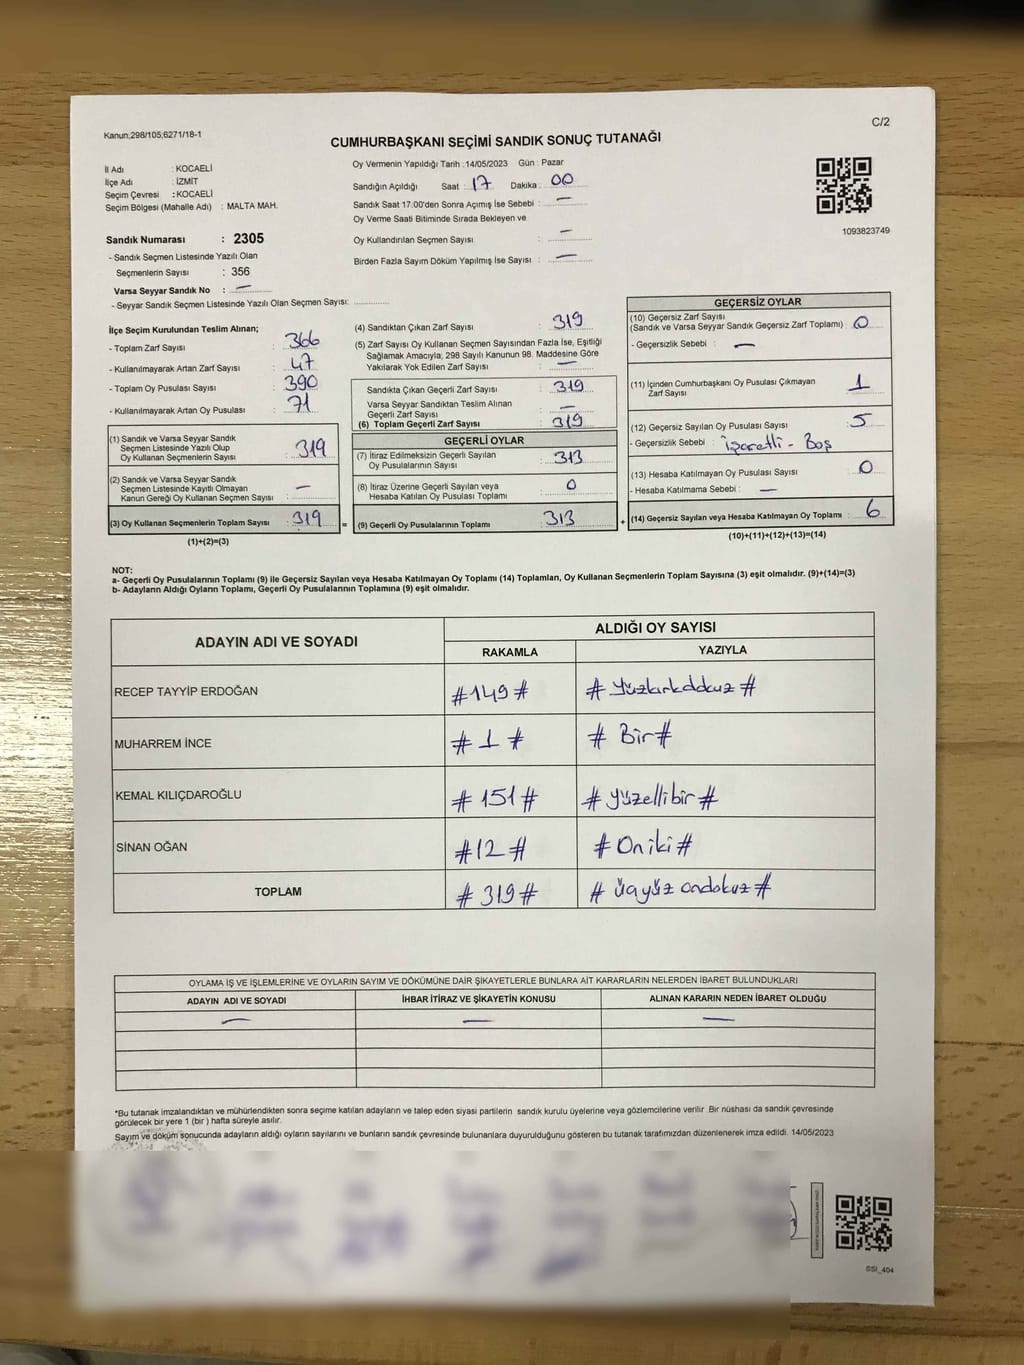 Kanun;298/105,6271/18-1
C/2
CUMHURBAŞKANI SEÇİMİ SANDIK SONUÇ TUTANAĞI
İl Adı : KOCAELİ
İlçe Adı : İZMİT
Seçim Çevresi : KOCAELİ
Seçim Bölgesi (Mahalle Adı) : MALTA MAH.
Oy Vermenin Yapıldığı Tarih :14/05/2023 Gün : Pazar
Sandığın Açıldığı Saat : 17 Dakika : 00
Sandık Saat 17.00'den Sonra Açımış İse Sebebi : —
Oy Verme Saati Bitiminde Sırada Bekleyen ve
Oy Kullandırılan Seçmen Sayısı : —
Birden Fazla Sayım Döküm Yapılmış İse Sayısı : —
1093823749
Sandık Numarası : 2305
- Sandık Seçmen Listesinde Yazılı Olan
Seçmenlerin Sayısı : 356
Varsa Seyyar Sandık No : —
- Seyyar Sandık Seçmen Listesinde Yazılı Olan Seçmen Sayısı:
İlçe Seçim Kurulundan Teslim Alınan;
- Toplam Zarf Sayısı : 366
- Kullanılmayarak Artan Zarf Sayısı : 47
- Toplam Oy Pusulası Sayısı : 390
- Kullanılmayarak Artan Oy Pusulası : 71
(1) Sandık ve Varsa Seyyar Sandık
Seçmen Listesinde Yazılı Olup
Oy Kullanan Seçmenlerin Sayısı : 319
(2) Sandık ve Varsa Seyyar Sandık
Seçmen Listesinde Kayıtlı Olmayan
Kanun Gereği Oy Kullanan Seçmen Sayısı : —
(3) Oy Kullanan Seçmenlerin Toplam Sayısı : 319
(1)+(2)=(3)
(4) Sandıktan Çıkan Zarf Sayısı : 319
(5) Zarf Sayısı Oy Kullanan Seçmen Sayısından Fazla İse, Eşitliği
Sağlamak Amacıyla; 298 Sayılı Kanunun 98. Maddesine Göre
Yakılarak Yok Edilen Zarf Sayısı : —
Sandıkta Çıkan Geçerli Zarf Sayısı : 319
Varsa Seyyar Sandıktan Teslim Alınan
Geçerli Zarf Sayısı : —
(6) Toplam Geçerli Zarf Sayısı : 319
GEÇERLİ OYLAR
(7) İtiraz Edilmeksizin Geçerli Sayılan
Oy Pusulalarının Sayısı : 313
(8) İtiraz Üzerine Geçerli Sayılan veya
Hesaba Katılan Oy Pusulası Toplamı : 0
= (9) Geçerli Oy Pusulalarının Toplamı : 313
GEÇERSİZ OYLAR
(10) Geçersiz Zarf Sayısı
(Sandık ve Varsa Seyyar Sandık Geçersiz Zarf Toplamı) : 0
- Geçersizlik Sebebi : —
(11) İçinden Cumhurbaşkanı Oy Pusulası Çıkmayan
Zarf Sayısı : 1
(12) Geçersiz Sayılan Oy Pusulası Sayısı : 5
- Geçersizlik Sebebi : işaretli - Boş
(13) Hesaba Katılmayan Oy Pusulası Sayısı : 0
- Hesaba Katılmama Sebebi : —
+ (14) Geçersiz Sayılan veya Hesaba Katılmayan Oy Toplamı : 6
(10)+(11)+(12)+(13)=(14)
NOT:
a- Geçerli Oy Pusulalarının Toplamı (9) ile Geçersiz Sayılan veya Hesaba Katılmayan Oy Toplamı (14) Toplamları, Oy Kullanan Seçmenlerin Toplam Sayısına (3) eşit olmalıdır. (9)+(14)=(3)
b- Adayların Aldığı Oyların Toplamı, Geçerli Oy Pusulalarının Toplamına (9) eşit olmalıdır.
ADAYIN ADI VE SOYADI ALDIĞI OY SAYISI
RAKAMLA YAZIYLA
RECEP TAYYİP ERDOĞAN #149# #Yüzkırkdokuz#
MUHARREM İNCE #1# #Bir#
KEMAL KILIÇDAROĞLU #151# #yüzellibir#
SİNAN OĞAN #12# #Oniki#
TOPLAM #319# #üçyüz ondokuz#
OYLAMA İŞ VE İŞLEMLERİNE VE OYLARIN SAYIM VE DÖKÜMÜNE DAİR ŞİKAYETLERLE BUNLARA AİT KARARLARIN NELERDEN İBARET BULUNDUKLARI
ADAYIN ADI VE SOYADI İHBAR İTİRAZ VE ŞİKAYETİN KONUSU ALINAN KARARIN NEDEN İBARET OLDUĞU
— — —
*Bu tutanak imzalandıktan ve mühürlendikten sonra seçime katılan adayların ve talep eden siyasi partilerin sandık kurulu üyelerine veya gözlemcilerine verilir .Bir nüshası da sandık çevresinde
görülecek bir yere 1 (bir ) hafta süreyle asılır.
Sayım ve döküm sonucunda adayların aldığı oyların sayılarını ve bunların sandık çevresinde bulunanlara duyurulduğunu gösteren bu tutanak tarafımızdan düzenlenerek imza edildi. 14/05/2023
SSI_404